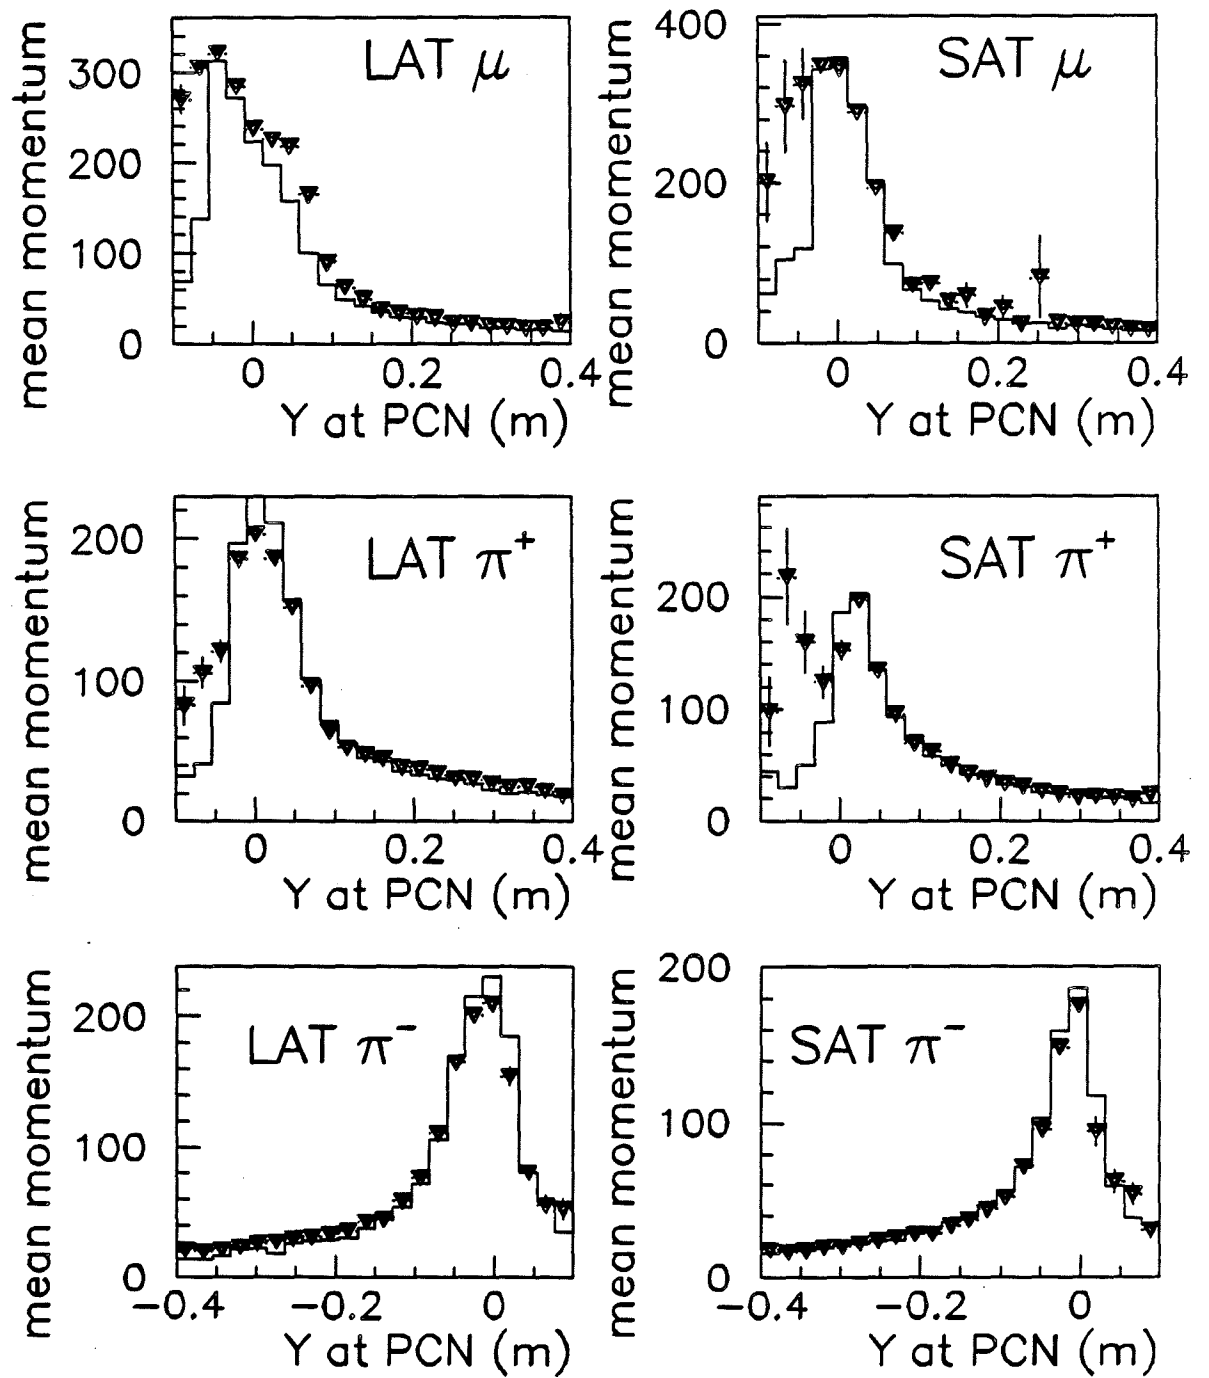 LAT μ
mean momentum
300
200
100
0
0 0.2 0.4
Y at PCN (m)
SAT μ
mean momentum
400
200
0
0 0.2 0.4
Y at PCN (m)
LAT π⁺
mean momentum
200
100
0
0 0.2 0.4
Y at PCN (m)
SAT π⁺
mean momentum
200
100
0
0 0.2 0.4
Y at PCN (m)
LAT π⁻
mean momentum
200
100
0
−0.4 −0.2 0
Y at PCN (m)
SAT π⁻
mean momentum
200
100
0
−0.4 −0.2 0
Y at PCN (m)